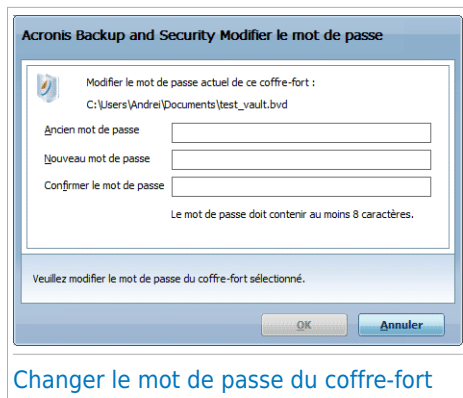 Acronis Backup and Security Modifier le mot de passe
Modifier le mot de passe actuel de ce coffre-fort :
C:\Users\Andrei\Documents\test_vault.bvd
Ancien mot de passe
Nouveau mot de passe
Confirmer le mot de passe
Le mot de passe doit contenir au moins 8 caractères.
Veuillez modifier le mot de passe du coffre-fort sélectionné.
OK
Annuler
Changer le mot de passe du coffre-fort